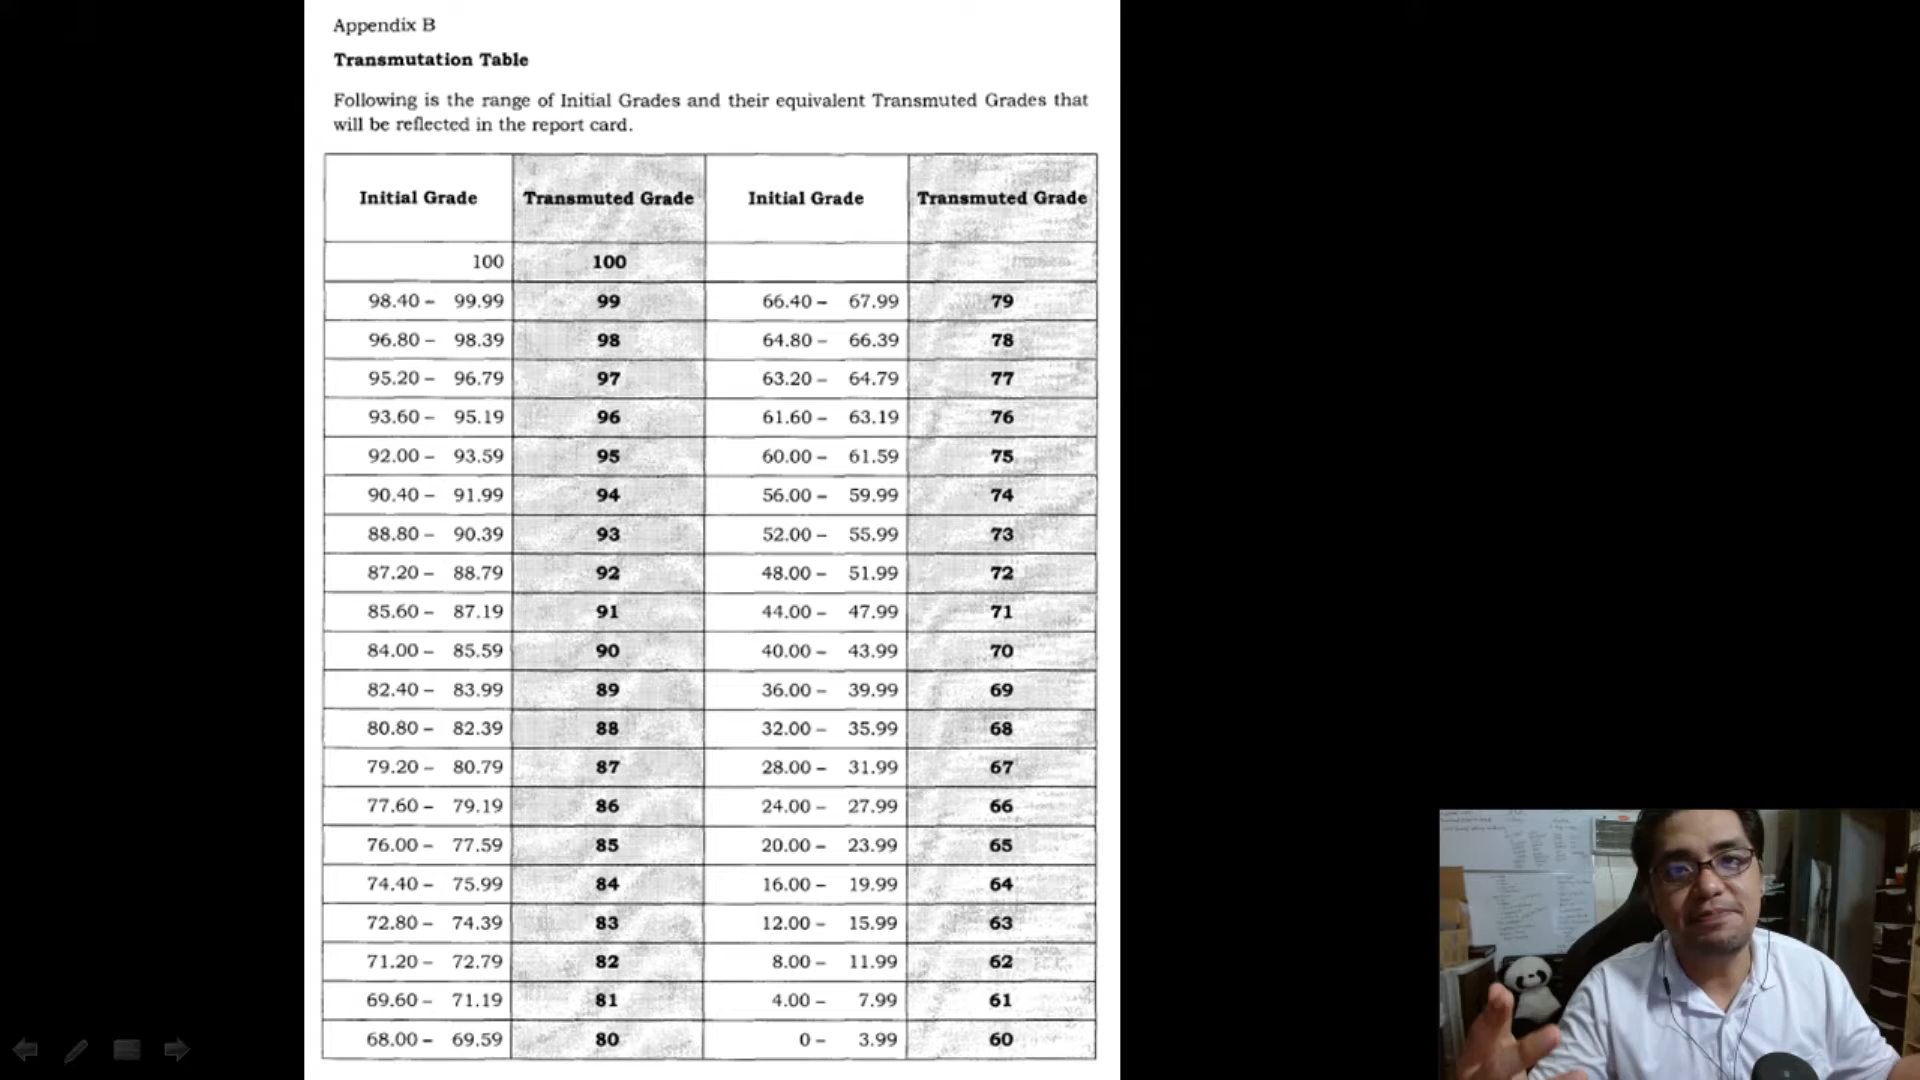 Appendix B
Transmutation Table
Following is the range of Initial Grades and their equivalent Transmuted Grades that
will be reflected in the report card.
Initial Grade Transmuted Grade Initial Grade Transmuted Grade
100 100
98.40 – 99.99 99 66.40 – 67.99 79
96.80 – 98.39 98 64.80 – 66.39 78
95.20 – 96.79 97 63.20 – 64.79 77
93.60 – 95.19 96 61.60 – 63.19 76
92.00 – 93.59 95 60.00 – 61.59 75
90.40 – 91.99 94 56.00 – 59.99 74
88.80 – 90.39 93 52.00 – 55.99 73
87.20 – 88.79 92 48.00 – 51.99 72
85.60 – 87.19 91 44.00 – 47.99 71
84.00 – 85.59 90 40.00 – 43.99 70
82.40 – 83.99 89 36.00 – 39.99 69
80.80 – 82.39 88 32.00 – 35.99 68
79.20 – 80.79 87 28.00 – 31.99 67
77.60 – 79.19 86 24.00 – 27.99 66
76.00 – 77.59 85 20.00 – 23.99 65
74.40 – 75.99 84 16.00 – 19.99 64
72.80 – 74.39 83 12.00 – 15.99 63
71.20 – 72.79 82 8.00 – 11.99 62
69.60 – 71.19 81 4.00 – 7.99 61
68.00 – 69.59 80 0 – 3.99 60